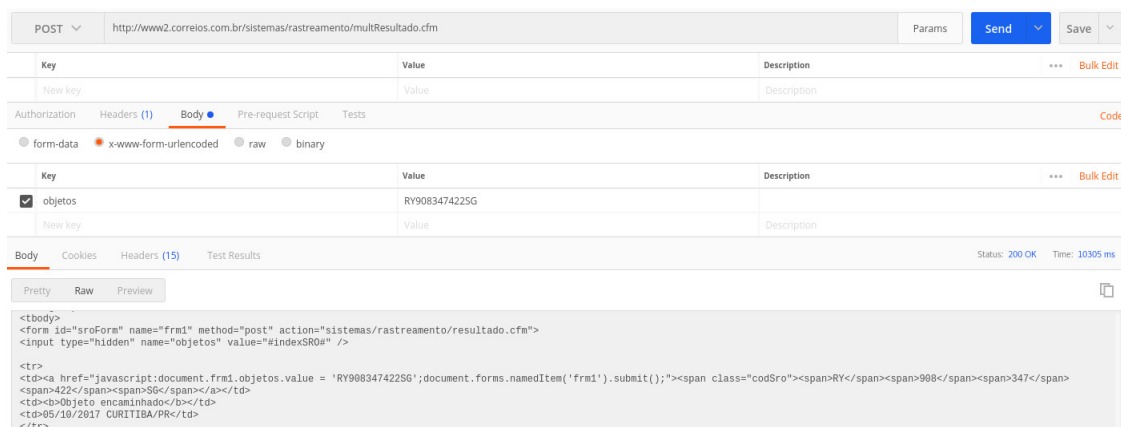 POST http://www2.correios.com.br/sistemas/rastreamento/multResultado.cfm Params Send Save
Key Value Description ••• Bulk Edit
New key Value Description
Authorization Headers (1) Body Pre-request Script Tests Code
form-data x-www-form-urlencoded raw binary
Key Value Description ••• Bulk Edit
objetos RY908347422SG
New key Value Description
Body Cookies Headers (15) Test Results Status: 200 OK Time: 10305 ms
Pretty Raw Preview
<tbody>
<form id="sroForm" name="frm1" method="post" action="sistemas/rastreamento/resultado.cfm">
<input type="hidden" name="objetos" value="#indexSRO#" />
<tr>
<td><a href="javascript:document.frm1.objetos.value = 'RY908347422SG';document.forms.namedItem('frm1').submit();"><span class="codSro"><span>RY</span><span>908</span><span>347</span>
<span>422</span><span>SG</span></a></td>
<td><b>Objeto encaminhado</b></td>
<td>05/10/2017 CURITIBA/PR</td>
</tr>